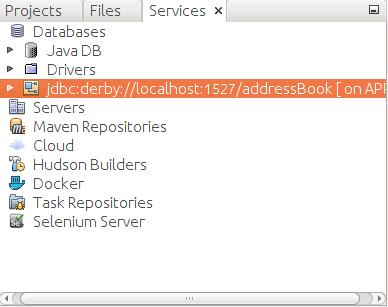 Projects Files Services
Databases
Java DB
Drivers
jdbc:derby://localhost:1527/addressBook [ on AP
Servers
Maven Repositories
Cloud
Hudson Builders
Docker
Task Repositories
Selenium Server